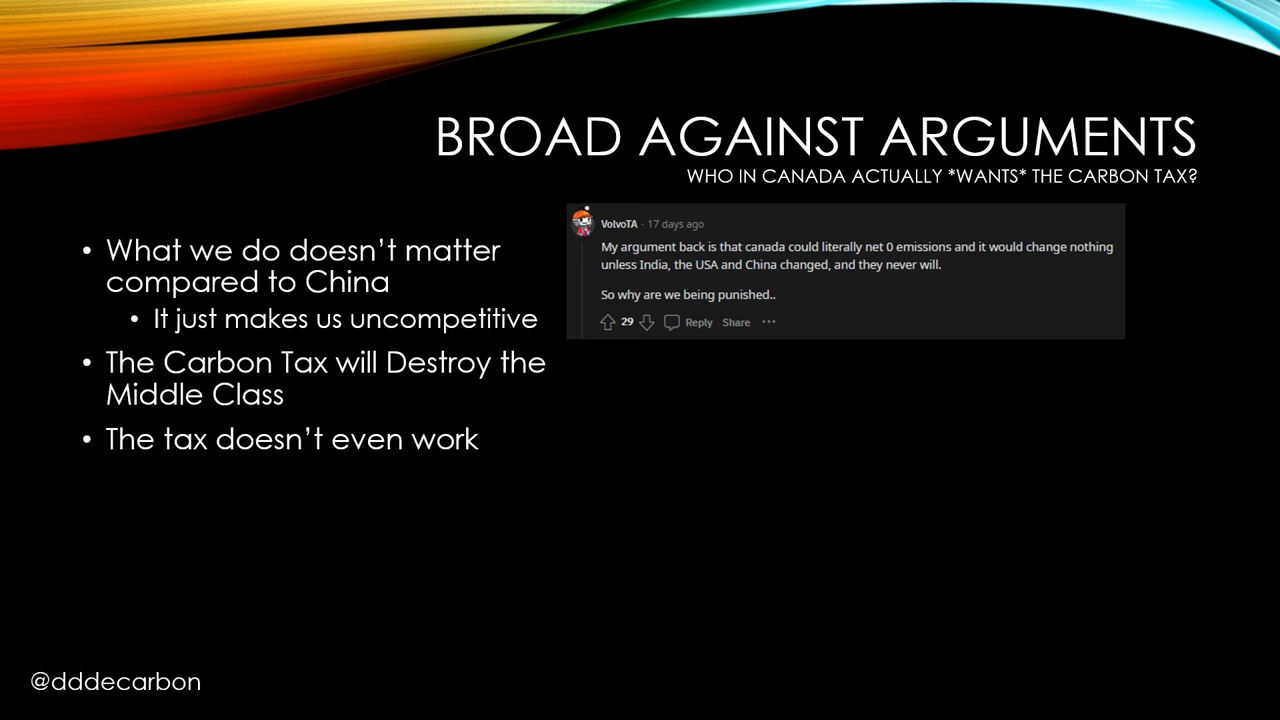 BROAD AGAINST ARGUMENTS
WHO IN CANADA ACTUALLY *WANTS* THE CARBON TAX?
• What we do doesn’t matter
compared to China
• It just makes us uncompetitive
• The Carbon Tax will Destroy the
Middle Class
• The tax doesn’t even work
VolvoTA · 17 days ago
My argument back is that canada could literally net 0 emissions and it would change nothing
unless India, the USA and China changed, and they never will.
So why are we being punished..
29 Reply Share ···
@dddecarbon